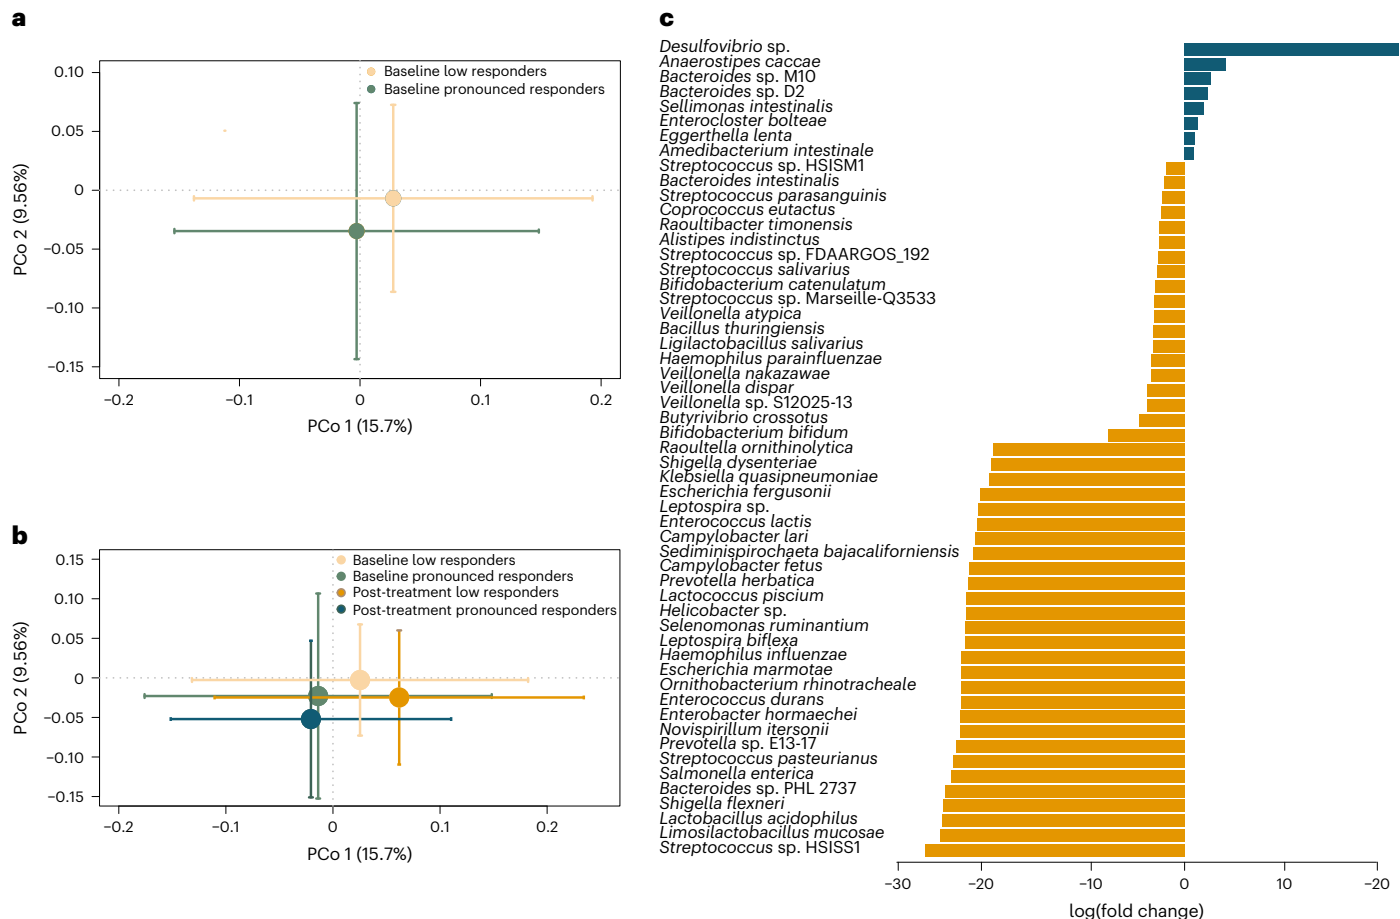 a
Baseline low responders
Baseline pronounced responders
0.10
0.05
0
−0.05
−0.10
−0.15
PCo 2 (9.56%)
−0.2
−0.1
0
0.1
0.2
PCo 1 (15.7%)
b
Baseline low responders
Baseline pronounced responders
Post-treatment low responders
Post-treatment pronounced responders
0.15
0.10
0.05
0
−0.05
−0.10
−0.15
PCo 2 (9.56%)
−0.2
−0.1
0
0.1
0.2
PCo 1 (15.7%)
c
Desulfovibrio sp.
Anaerostipes caccae
Bacteroides sp. M10
Bacteroides sp. D2
Sellimonas intestinalis
Enterocloster bolteae
Eggerthella lenta
Amedibacterium intestinale
Streptococcus sp. HSISM1
Bacteroides intestinalis
Streptococcus parasanguinis
Coprococcus eutactus
Raoultibacter timonensis
Alistipes indistinctus
Streptococcus sp. FDAARGOS_192
Streptococcus salivarius
Bifidobacterium catenulatum
Streptococcus sp. Marseille-Q3533
Veillonella atypica
Bacillus thuringiensis
Ligilactobacillus salivarius
Haemophilus parainfluenzae
Veillonella nakazawae
Veillonella dispar
Veillonella sp. S12025-13
Butyrivibrio crossotus
Bifidobacterium bifidum
Raoultella ornithinolytica
Shigella dysenteriae
Klebsiella quasipneumoniae
Escherichia fergusonii
Leptospira sp.
Enterococcus lactis
Campylobacter lari
Sediminispirochaeta bajacaliforniensis
Campylobacter fetus
Prevotella herbatica
Lactococcus piscium
Helicobacter sp.
Selenomonas ruminantium
Leptospira biflexa
Haemophilus influenzae
Escherichia marmotae
Ornithobacterium rhinotracheale
Enterococcus durans
Enterobacter hormaechei
Novispirillum itersonii
Prevotella sp. E13-17
Streptococcus pasteurianus
Salmonella enterica
Bacteroides sp. PHL 2737
Shigella flexneri
Lactobacillus acidophilus
Limosilactobacillus mucosae
Streptococcus sp. HSISS1
−30
−20
−10
0
10
−20
log(fold change)